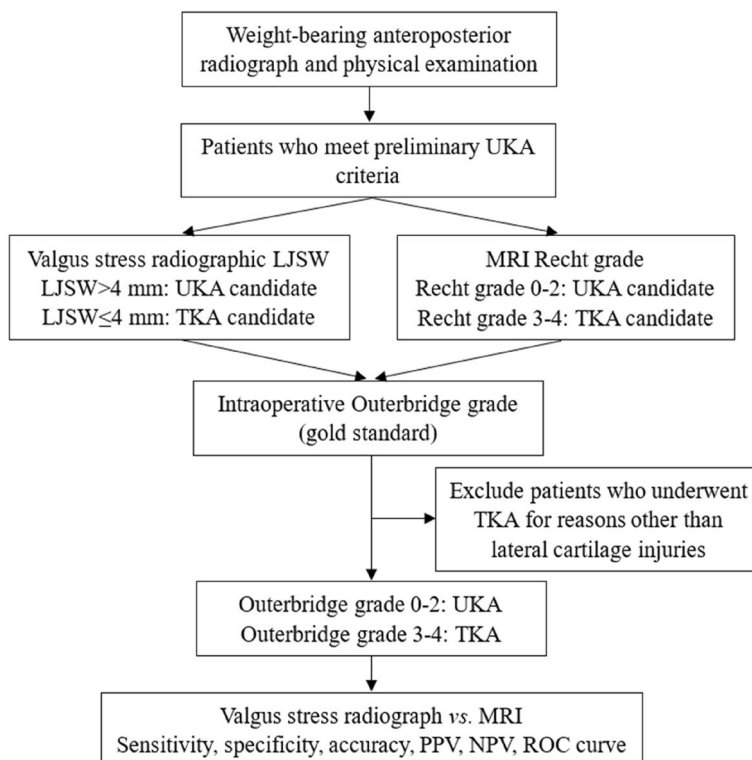 Weight-bearing anteroposterior
radiograph and physical examination
Patients who meet preliminary UKA
criteria
Valgus stress radiographic LJSW
LJSW>4 mm: UKA candidate
LJSW≤4 mm: TKA candidate
MRI Recht grade
Recht grade 0-2: UKA candidate
Recht grade 3-4: TKA candidate
Intraoperative Outerbridge grade
(gold standard)
Exclude patients who underwent
TKA for reasons other than
lateral cartilage injuries
Outerbridge grade 0-2: UKA
Outerbridge grade 3-4: TKA
Valgus stress radiograph vs. MRI
Sensitivity, specificity, accuracy, PPV, NPV, ROC curve